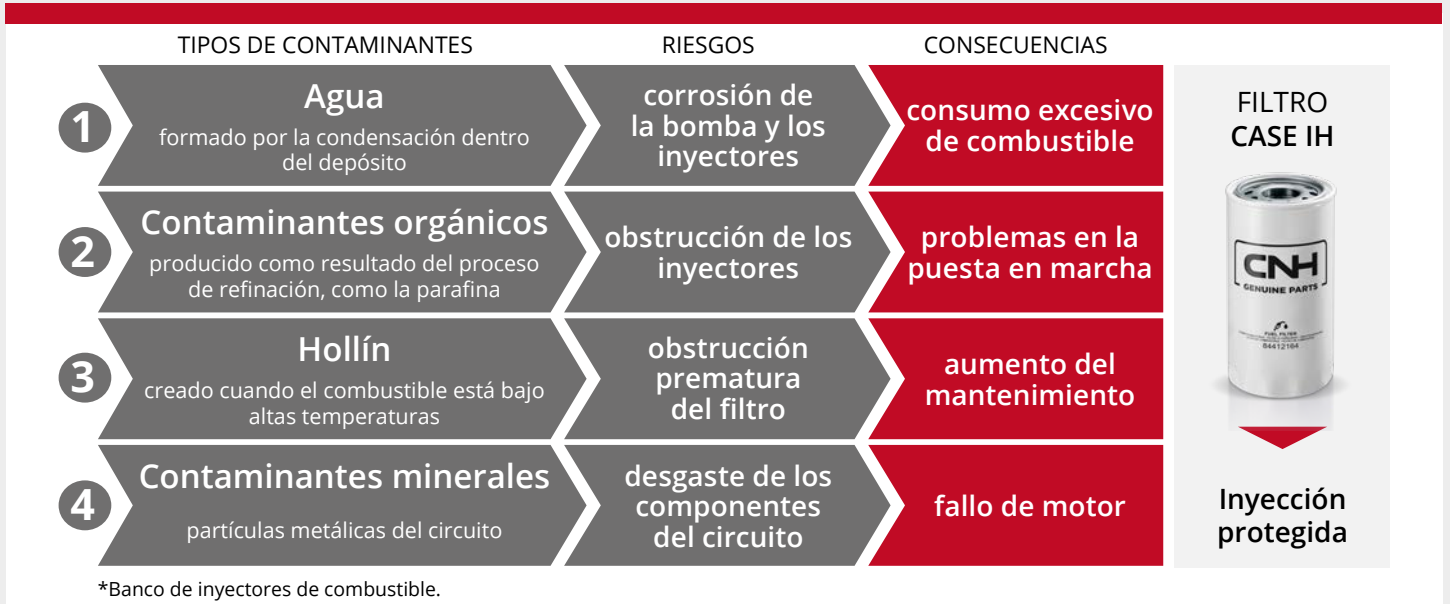 TIPOS DE CONTAMINANTES
RIESGOS
CONSECUENCIAS
1
Agua
formado por la condensación dentro
del depósito
corrosión de
la bomba y los
inyectores
consumo excesivo
de combustible
2
Contaminantes orgánicos
producido como resultado del proceso
de refinación, como la parafina
obstrucción de los
inyectores
problemas en la
puesta en marcha
3
Hollín
creado cuando el combustible está bajo
altas temperaturas
obstrucción
prematura
del filtro
aumento del
mantenimiento
4
Contaminantes minerales
partículas metálicas del circuito
desgaste de los
componentes
del circuito
fallo de motor
FILTRO
CASE IH
CNH
GENUINE PARTS
FUEL FILTER
84412164
Inyección
protegida
*Banco de inyectores de combustible.